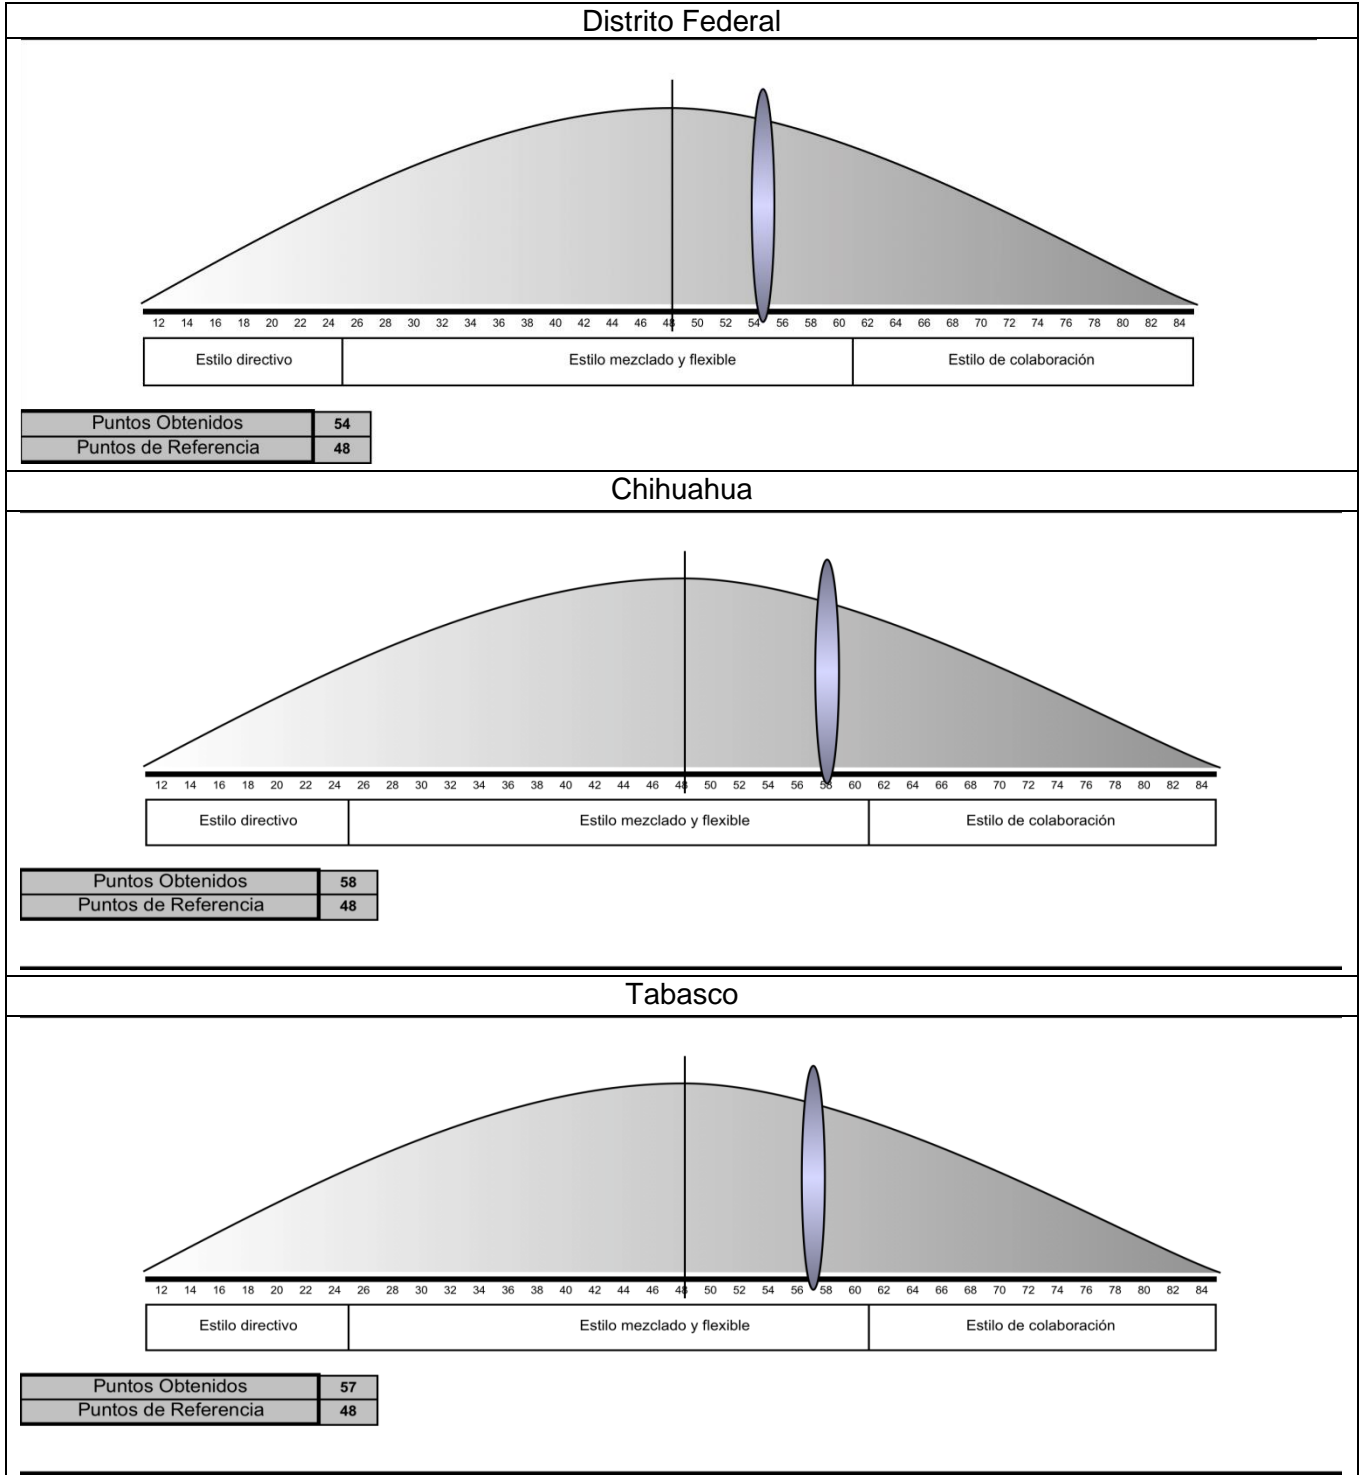 Distrito Federal
12 14 16 18 20 22 24 26 28 30 32 34 36 38 40 42 44 46 48 50 52 54 56 58 60 62 64 66 68 70 72 74 76 78 80 82 84
Estilo directivo Estilo mezclado y flexible Estilo de colaboración
Puntos Obtenidos 54
Puntos de Referencia 48
Chihuahua
12 14 16 18 20 22 24 26 28 30 32 34 36 38 40 42 44 46 48 50 52 54 56 58 60 62 64 66 68 70 72 74 76 78 80 82 84
Estilo directivo Estilo mezclado y flexible Estilo de colaboración
Puntos Obtenidos 58
Puntos de Referencia 48
Tabasco
12 14 16 18 20 22 24 26 28 30 32 34 36 38 40 42 44 46 48 50 52 54 56 58 60 62 64 66 68 70 72 74 76 78 80 82 84
Estilo directivo Estilo mezclado y flexible Estilo de colaboración
Puntos Obtenidos 57
Puntos de Referencia 48